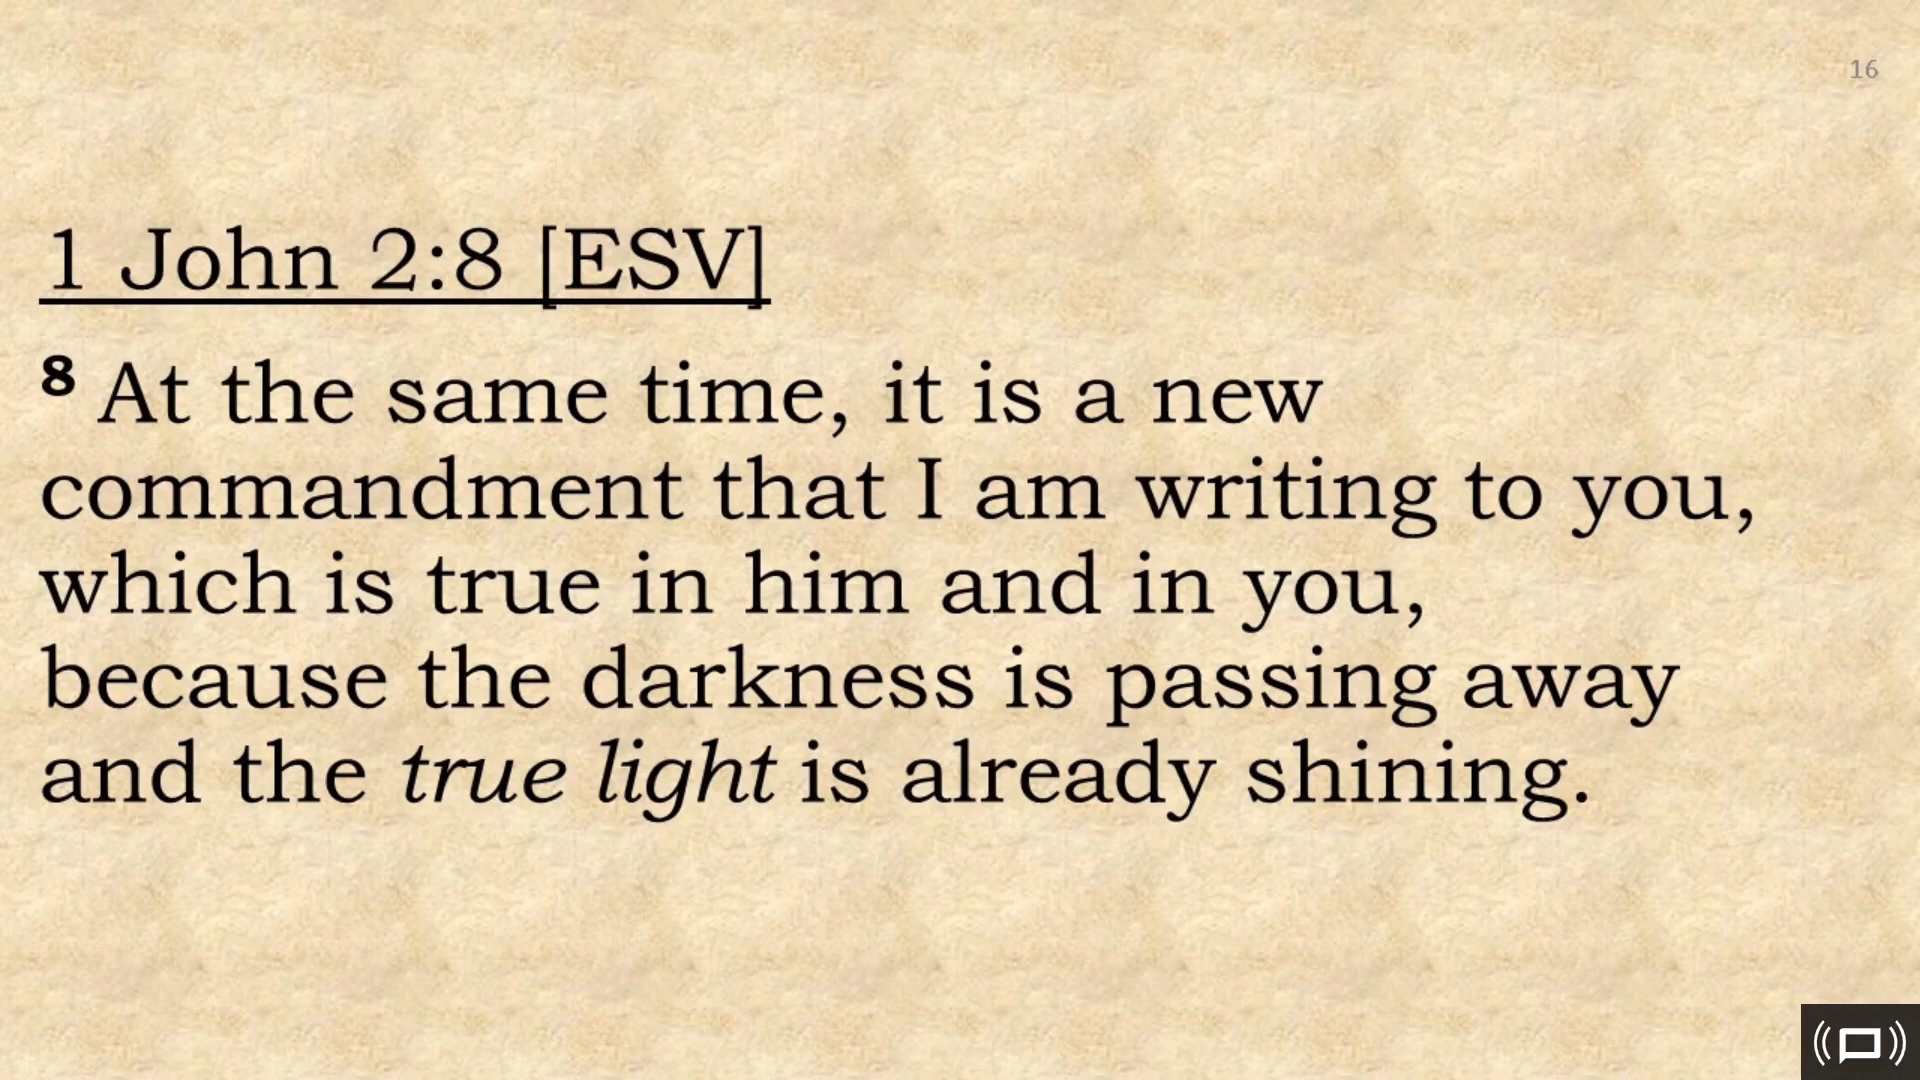 16
1 John 2:8 [ESV]
8 At the same time, it is a new
commandment that I am writing to you,
which is true in him and in you,
because the darkness is passing away
and the true light is already shining.